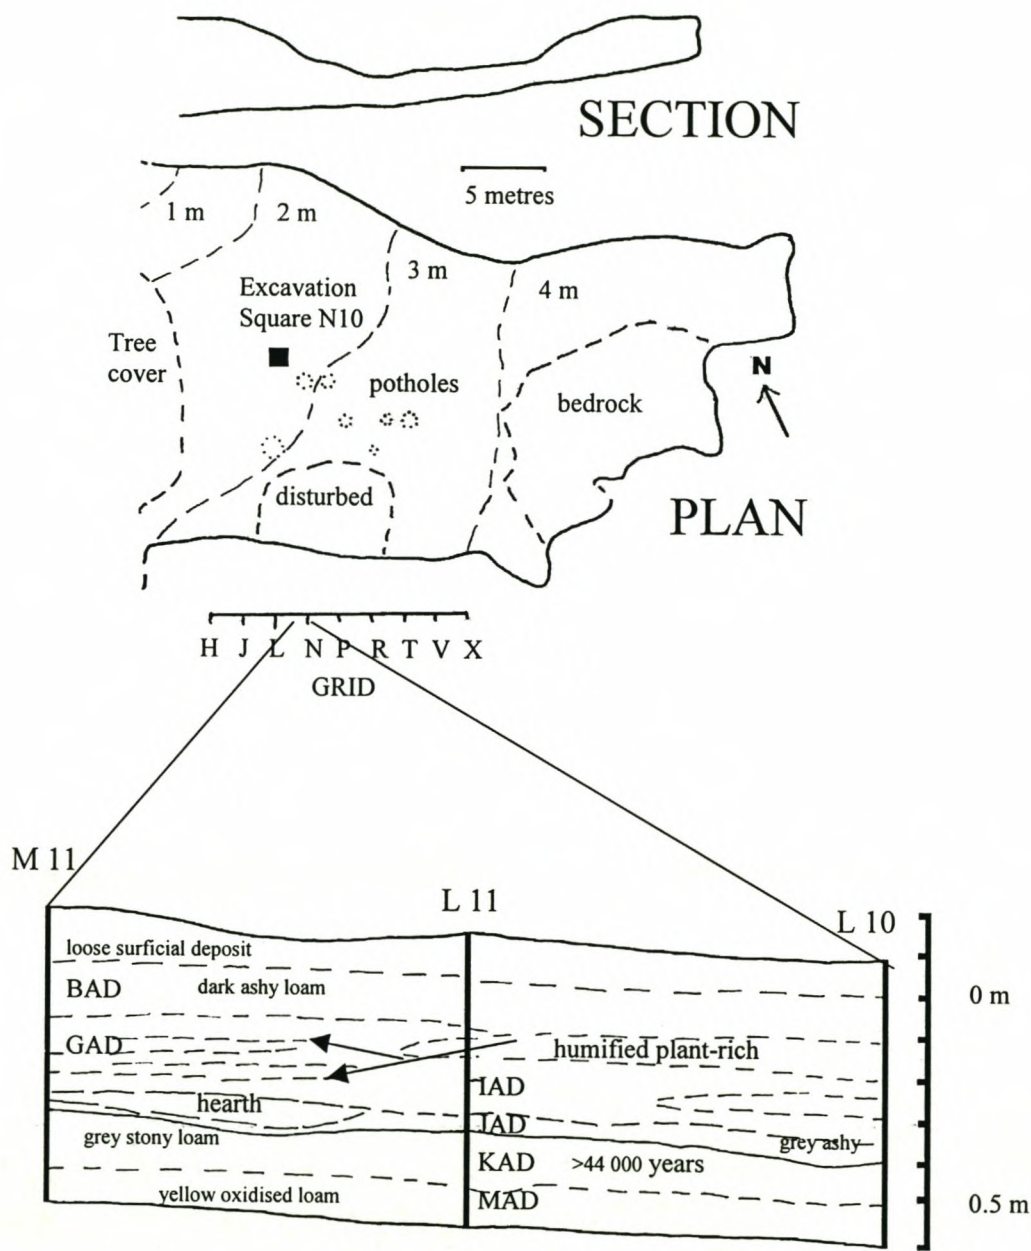 SECTION
5 metres
1 m
2 m
3 m
4 m
Excavation
Square N10
Tree
cover
potholes
bedrock
N
disturbed
PLAN
H J L N P R T V X
GRID
M 11
L 11
L 10
loose surficial deposit
BAD
dark ashy loam
0 m
GAD
humified plant-rich
IAD
hearth
JAD
grey stony loam
grey ashy
KAD
>44 000 years
yellow oxidised loam
MAD
0.5 m